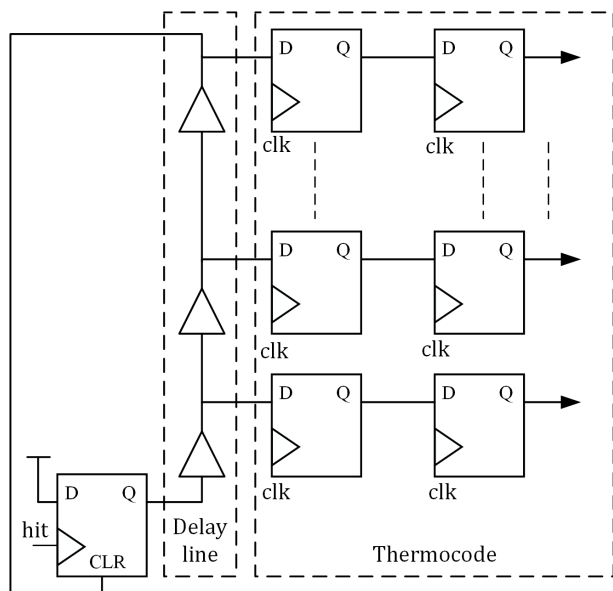 D Q D Q
clk clk
D Q D Q
clk clk
D Q D Q
clk clk
D Q
hit
CLR
Delay
line
Thermocode